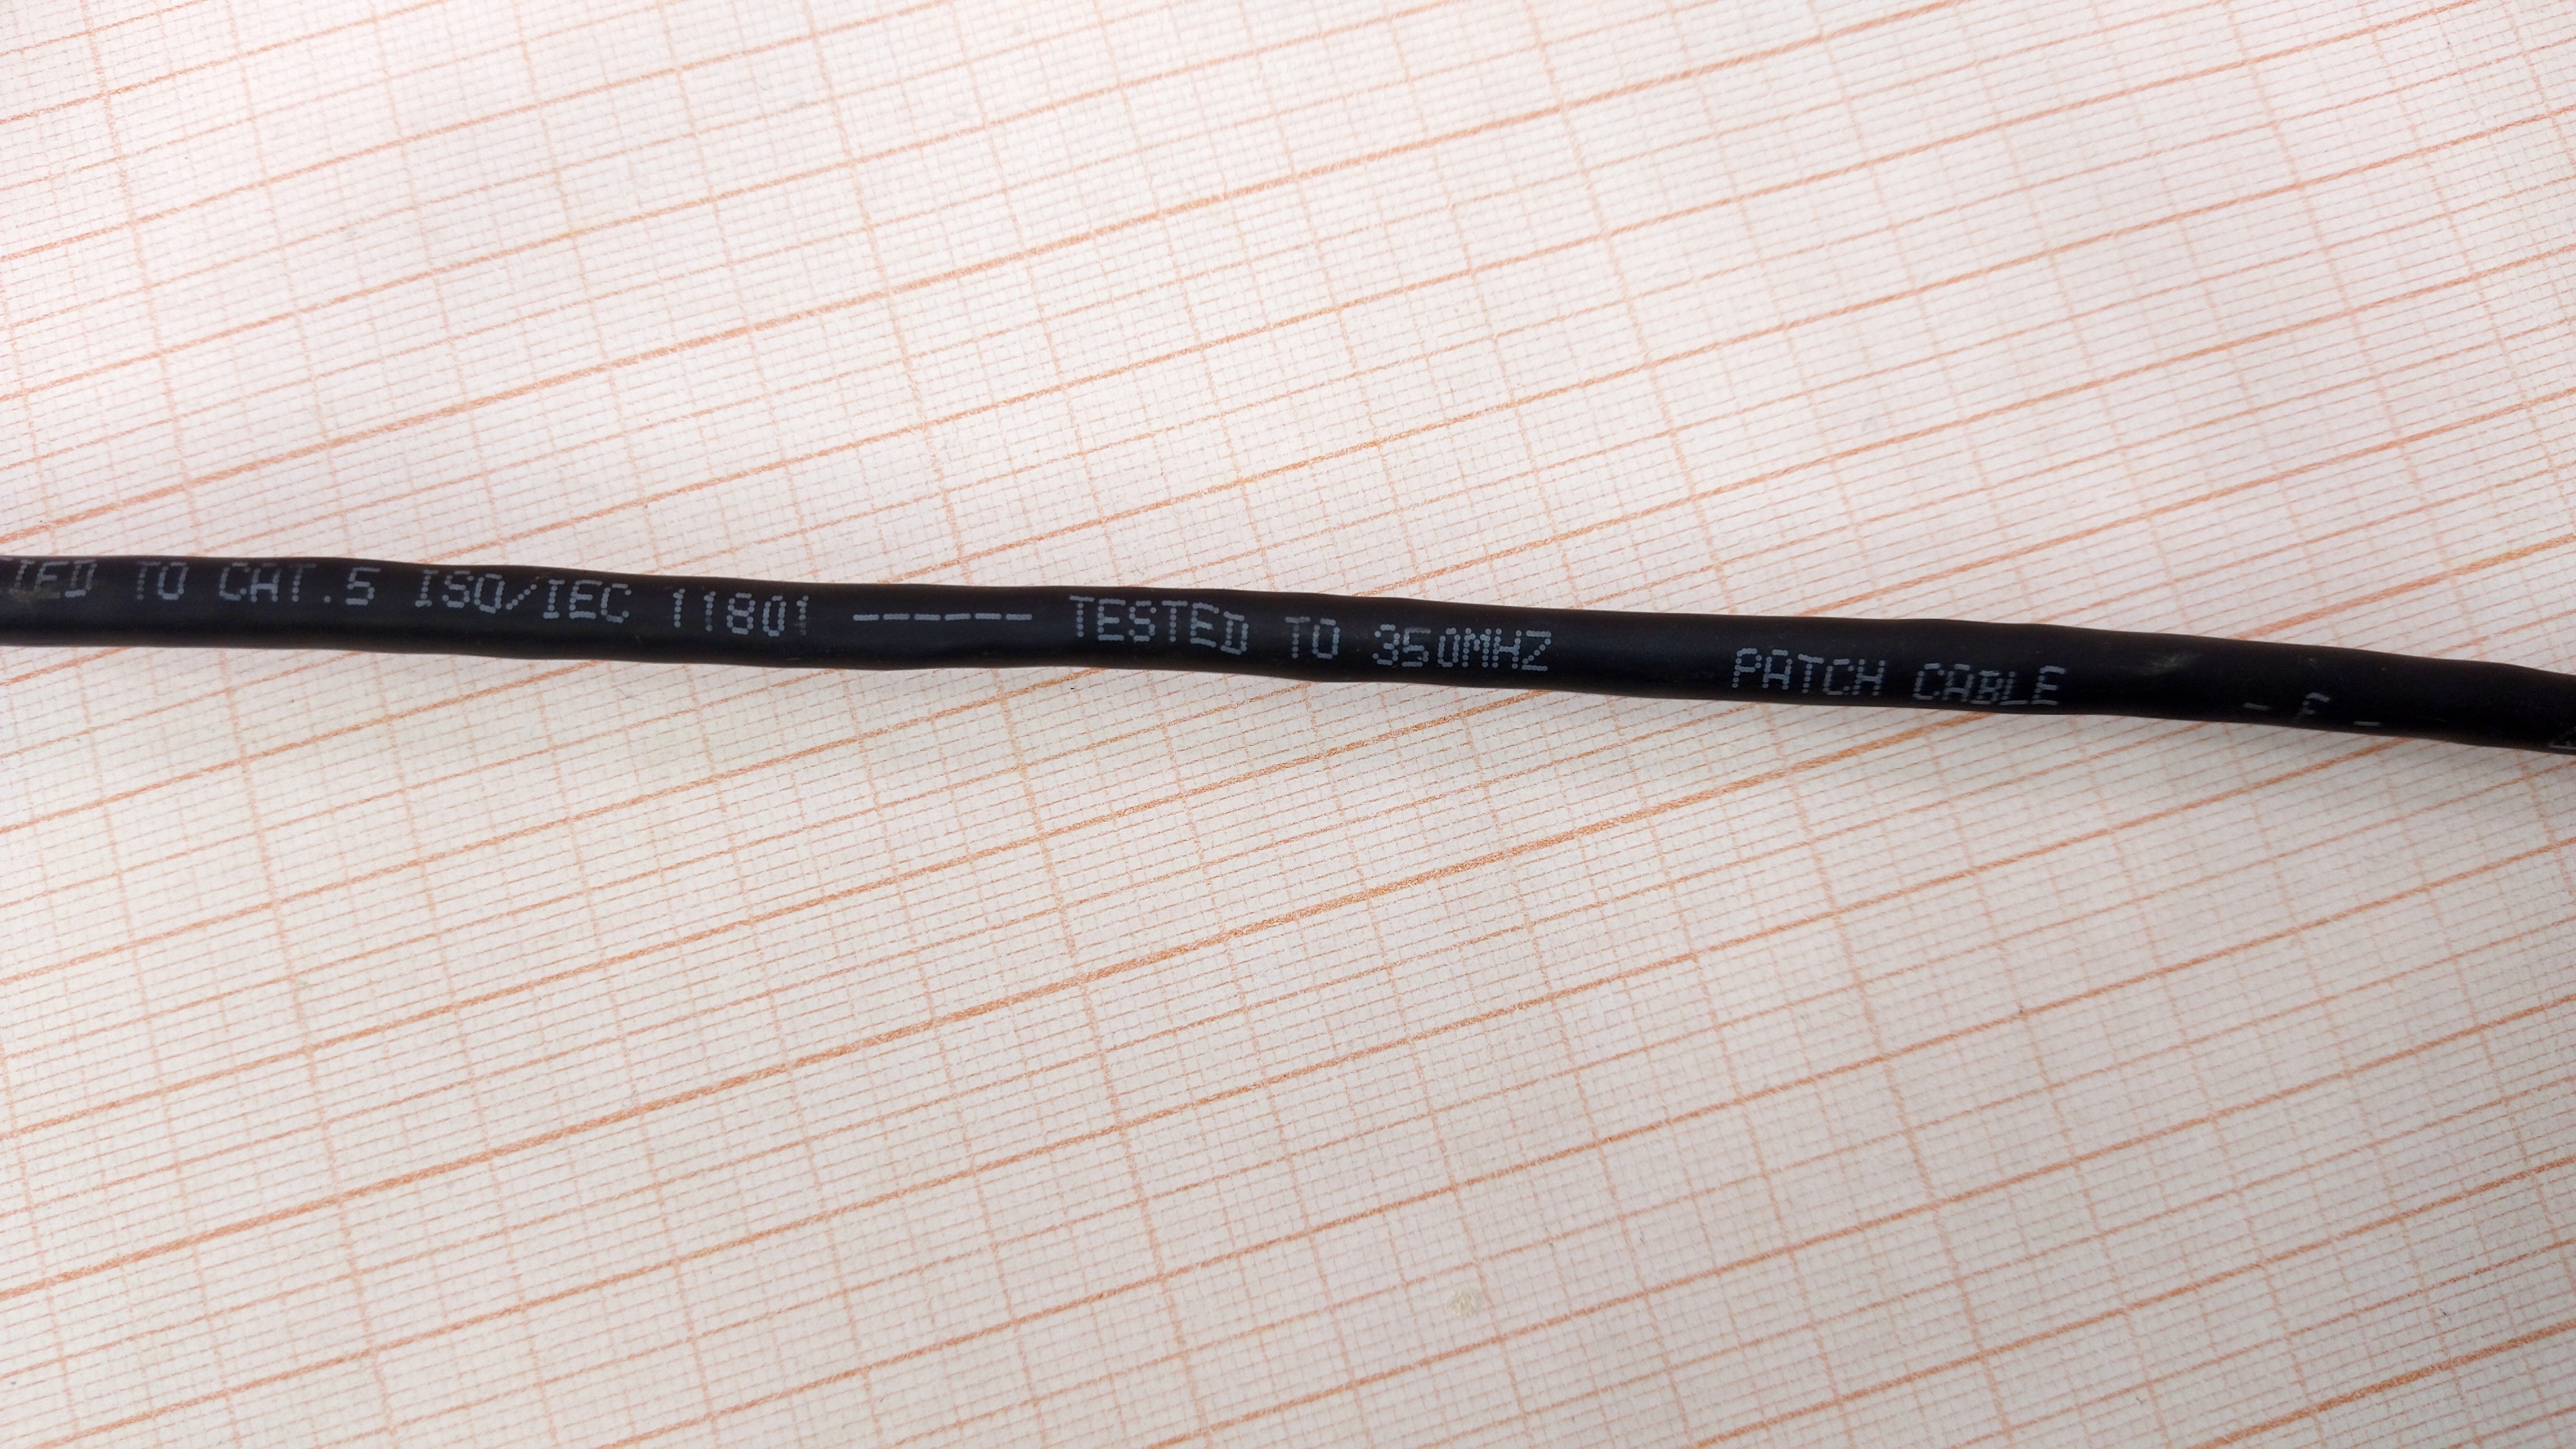 TO CAT.5 ISO/IEC 11801 ------ TESTED TO 350MHZ PATCH CABLE